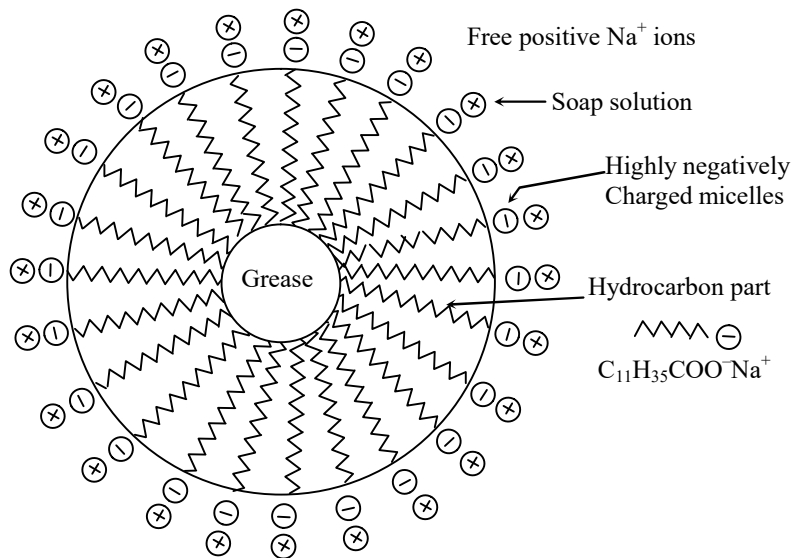 Free positive Na⁺ ions
Soap solution
Highly negatively
Charged micelles
Grease
Hydrocarbon part
C₁₁H₃₅COO⁻Na⁺